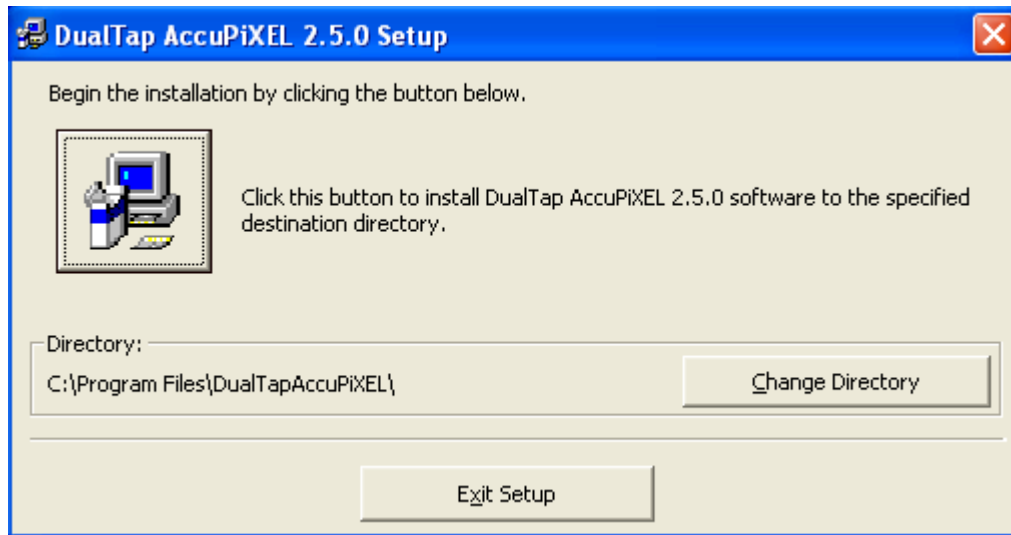 DualTap AccuPiXEL 2.5.0 Setup
Begin the installation by clicking the button below.
Click this button to install DualTap AccuPiXEL 2.5.0 software to the specified
destination directory.
Directory:
C:\Program Files\DualTapAccuPiXEL\
Change Directory
Exit Setup